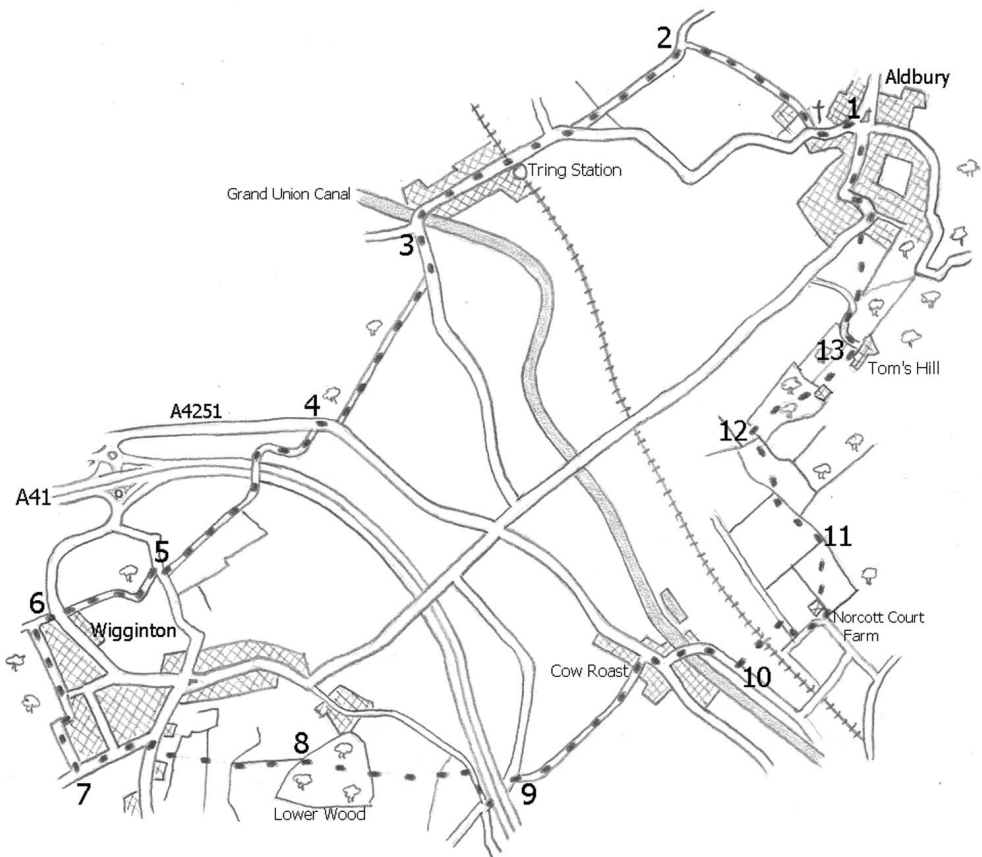 2
Aldbury
1
Tring Station
Grand Union Canal
3
13
Tom's Hill
A4251
4
12
A41
11
5
6
Wigginton
Norcott Court
Farm
Cow Roast
10
8
7
9
Lower Wood